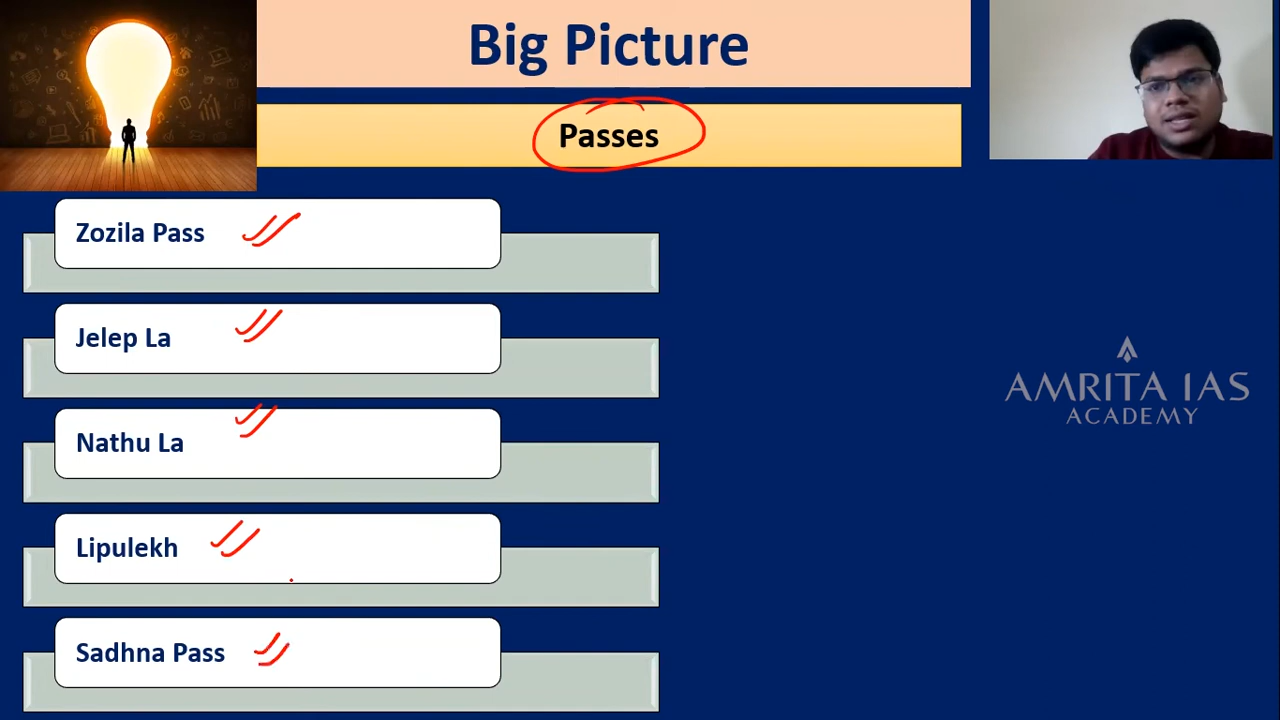 Big Picture
Passes
Zozila Pass
Jelep La
Nathu La
Lipulekh
Sadhna Pass
AMRITA IAS
ACADEMY